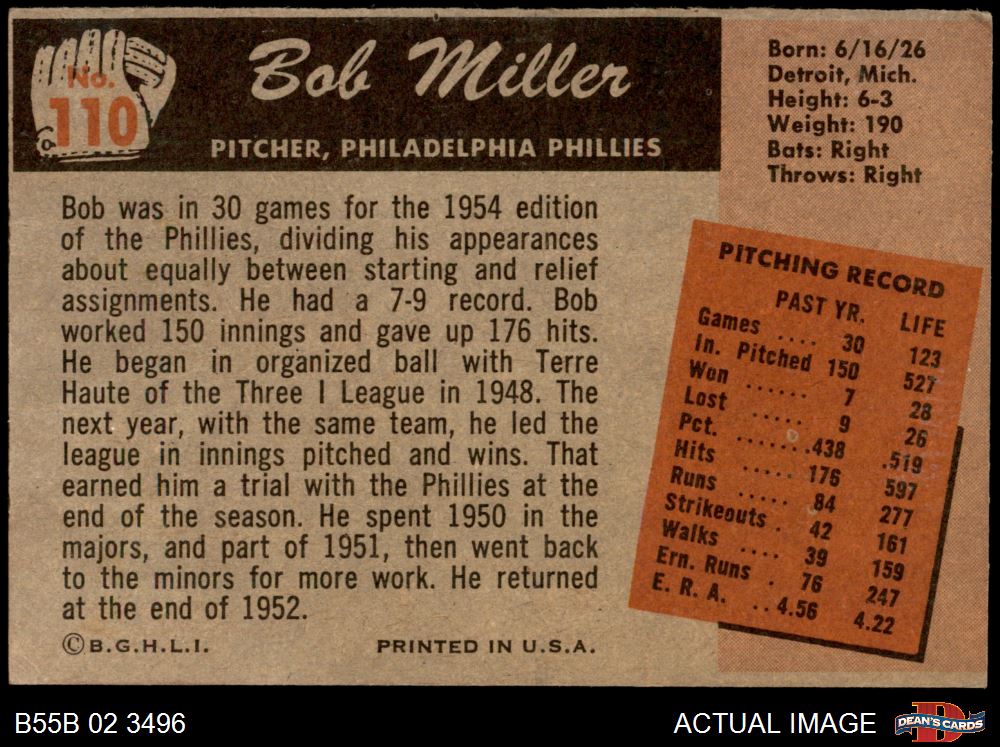 No.
110
Bob Miller
PITCHER, PHILADELPHIA PHILLIES
Born: 6/16/26
Detroit, Mich.
Height: 6-3
Weight: 190
Bats: Right
Throws: Right
Bob was in 30 games for the 1954 edition
of the Phillies, dividing his appearances
about equally between starting and relief
assignments. He had a 7-9 record. Bob
worked 150 innings and gave up 176 hits.
He began in organized ball with Terre
Haute of the Three I League in 1948. The
next year, with the same team, he led the
league in innings pitched and wins. That
earned him a trial with the Phillies at the
end of the season. He spent 1950 in the
majors, and part of 1951, then went back
to the minors for more work. He returned
at the end of 1952.
©B.G.H.L.I. PRINTED IN U.S.A.
PITCHING RECORD
PAST YR. LIFE
Games .... 30 123
In. Pitched 150 527
Won ...... 7 28
Lost ..... 9 26
Pct. ......438 .519
Hits ..... 176 597
Runs ..... 84 277
Strikeouts . 42 161
Walks .... 39 159
Ern. Runs . 76 247
E. R. A. ..4.56 4.22
B55B 02 3496
ACTUAL IMAGE
DEAN'S CARDS